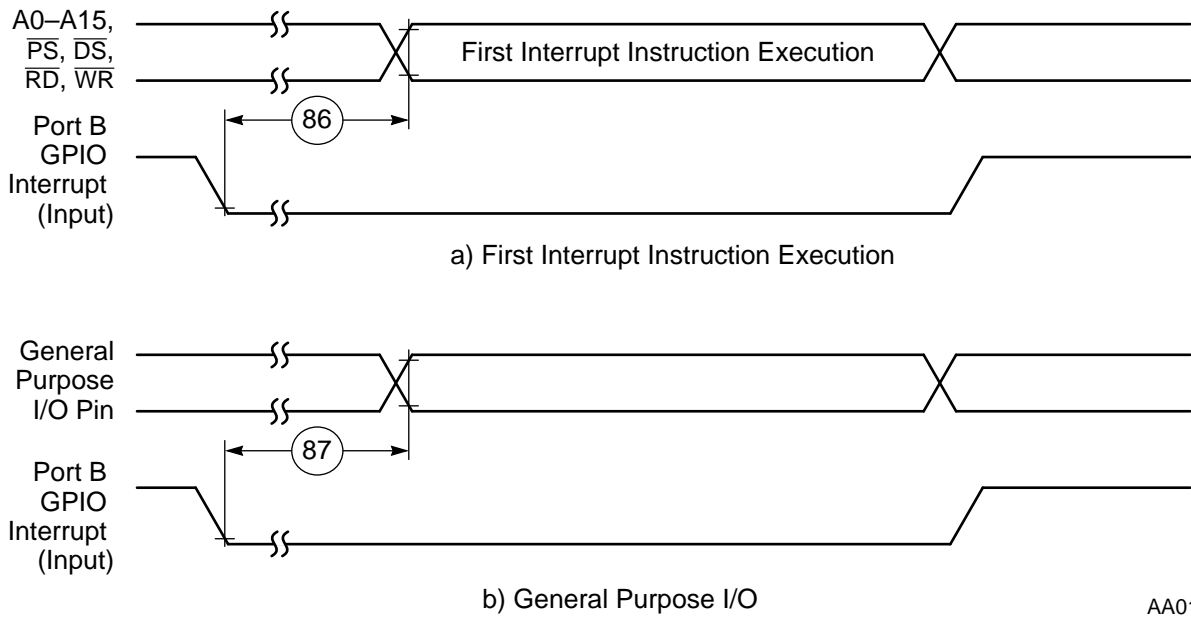 A0–A15,
PS, DS,
RD, WR
First Interrupt Instruction Execution
86
Port B
GPIO
Interrupt
(Input)
a) First Interrupt Instruction Execution
General
Purpose
I/O Pin
87
Port B
GPIO
Interrupt
(Input)
b) General Purpose I/O
AA01